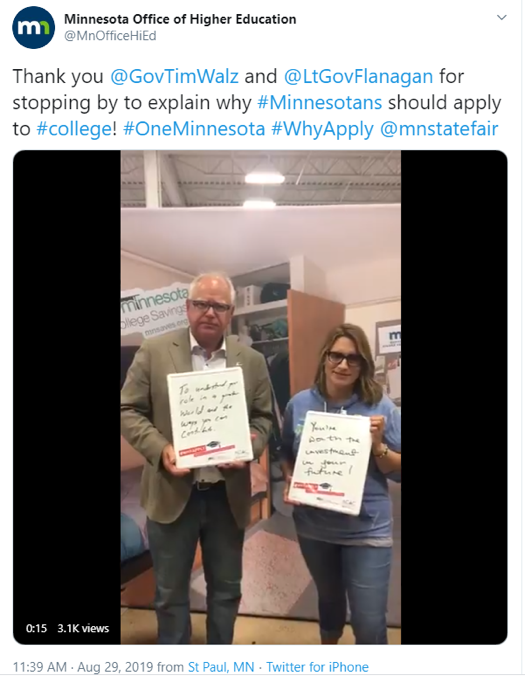 Minnesota Office of Higher Education
@MnOfficeHiEd
Thank you @GovTimWalz and @LtGovFlanagan for
stopping by to explain why #Minnesotans should apply
to #college! #OneMinnesota #WhyApply @mnstatefair
minnesota
College Savings
To understand your
role in a greater
World and the
Ways you can
Contribute.
You're
worth the
investment
in your
future!
0:15 3.1K views
11:39 AM · Aug 29, 2019 from St Paul, MN · Twitter for iPhone